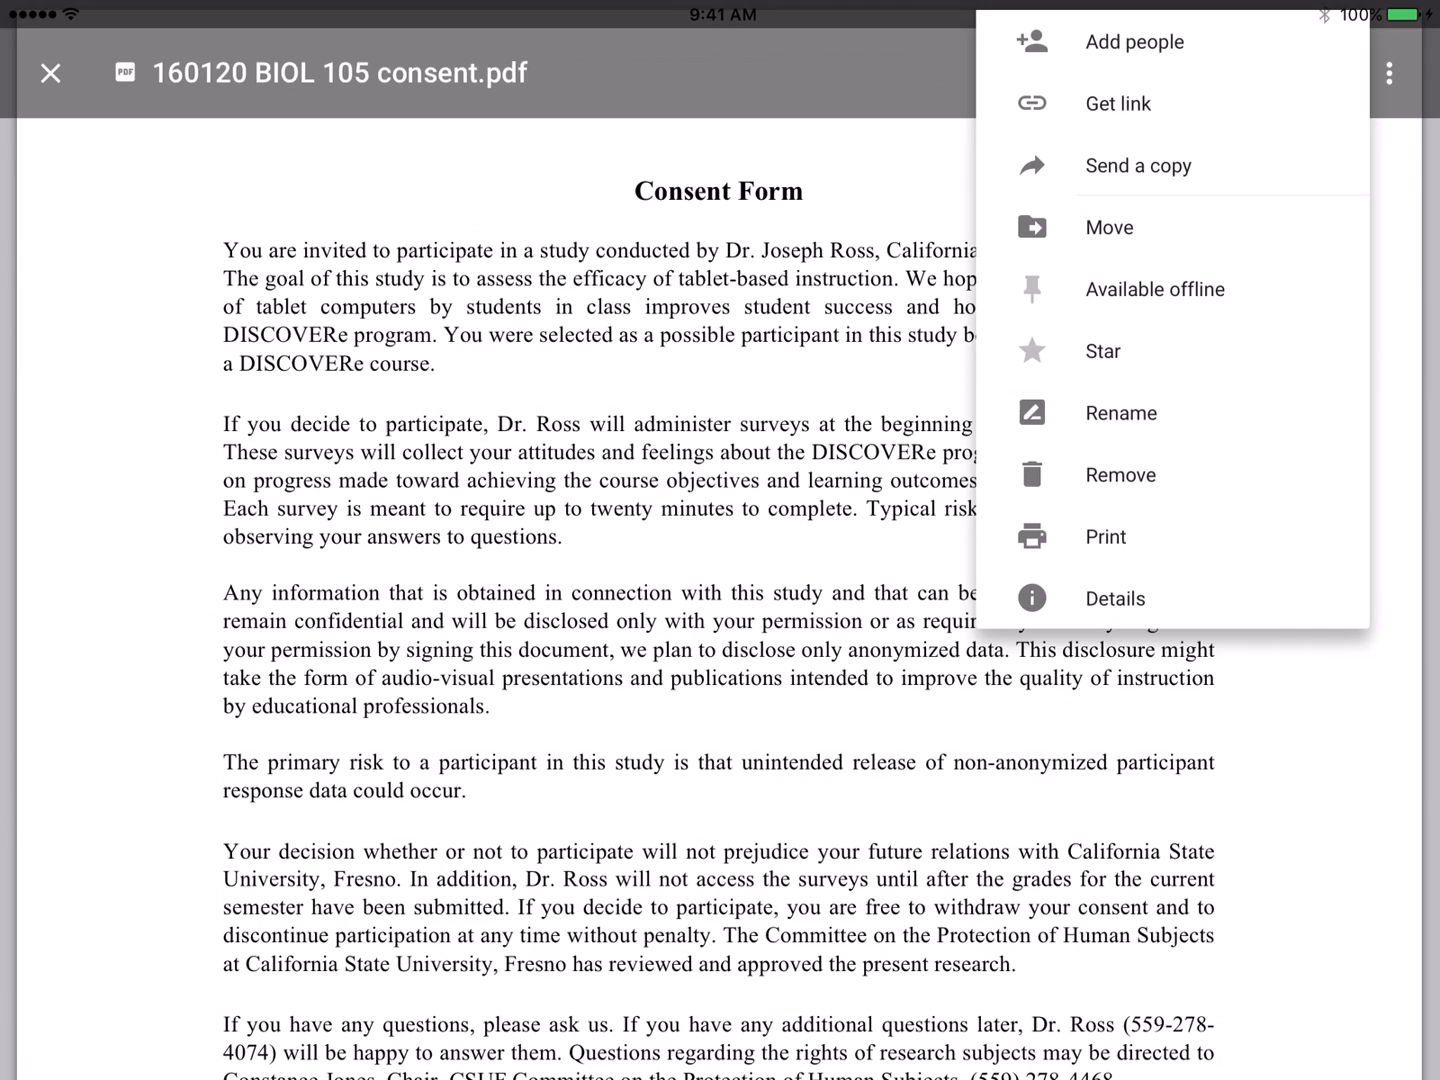 9:41 AM
100%
PDF 160120 BIOL 105 consent.pdf
Add people
Get link
Send a copy
Move
Available offline
Star
Rename
Remove
Print
Details
Consent Form
You are invited to participate in a study conducted by Dr. Joseph Ross, California
The goal of this study is to assess the efficacy of tablet-based instruction. We hop
of tablet computers by students in class improves student success and ho
DISCOVERe program. You were selected as a possible participant in this study b
a DISCOVERe course.
If you decide to participate, Dr. Ross will administer surveys at the beginning
These surveys will collect your attitudes and feelings about the DISCOVERe prog
on progress made toward achieving the course objectives and learning outcomes
Each survey is meant to require up to twenty minutes to complete. Typical risk
observing your answers to questions.
Any information that is obtained in connection with this study and that can be
remain confidential and will be disclosed only with your permission or as requir
your permission by signing this document, we plan to disclose only anonymized data. This disclosure might
take the form of audio-visual presentations and publications intended to improve the quality of instruction
by educational professionals.
The primary risk to a participant in this study is that unintended release of non-anonymized participant
response data could occur.
Your decision whether or not to participate will not prejudice your future relations with California State
University, Fresno. In addition, Dr. Ross will not access the surveys until after the grades for the current
semester have been submitted. If you decide to participate, you are free to withdraw your consent and to
discontinue participation at any time without penalty. The Committee on the Protection of Human Subjects
at California State University, Fresno has reviewed and approved the present research.
If you have any questions, please ask us. If you have any additional questions later, Dr. Ross (559-278-
4074) will be happy to answer them. Questions regarding the rights of research subjects may be directed to
Constance Jones, Chair, CSUF Committee on the Protection of Human Subjects, (559) 278-4468.